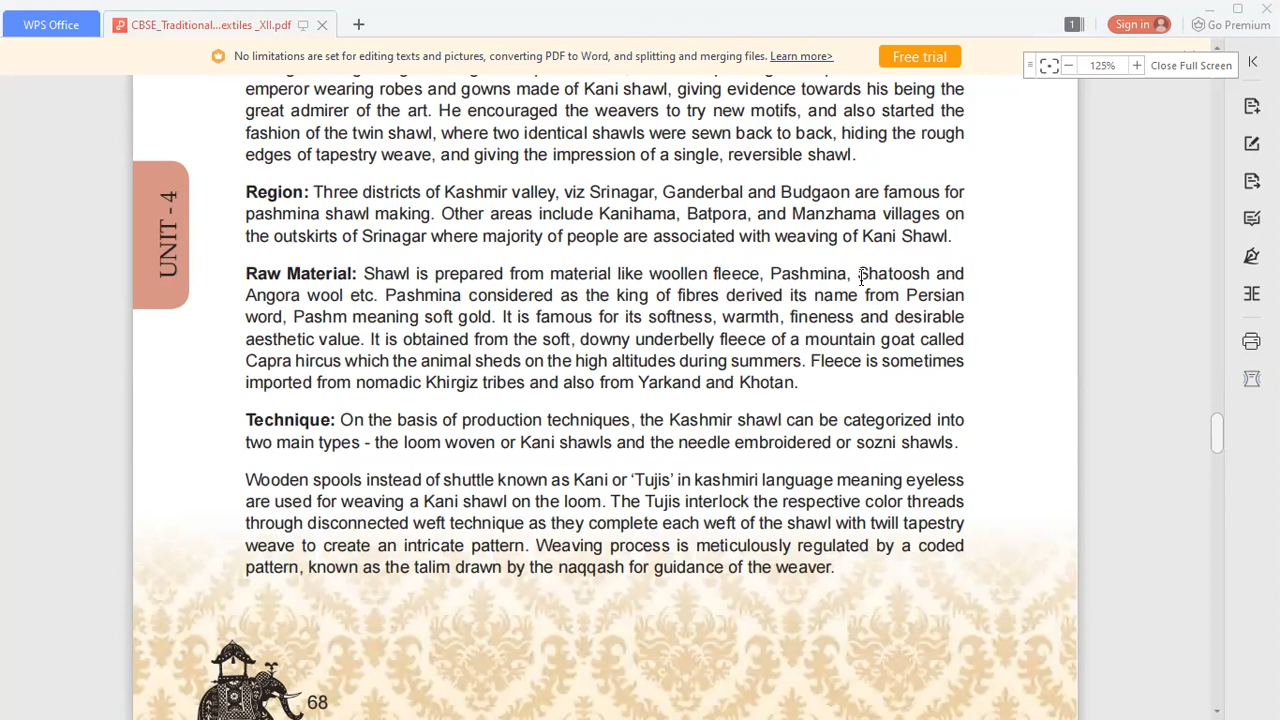 WPS Office
CBSE_Traditional...extiles _XII.pdf
1
Sign in
Go Premium
No limitations are set for editing texts and pictures, converting PDF to Word, and splitting and merging files. Learn more>
Free trial
125%
Close Full Screen
emperor wearing robes and gowns made of Kani shawl, giving evidence towards his being the
great admirer of the art. He encouraged the weavers to try new motifs, and also started the
fashion of the twin shawl, where two identical shawls were sewn back to back, hiding the rough
edges of tapestry weave, and giving the impression of a single, reversible shawl.
UNIT - 4
Region: Three districts of Kashmir valley, viz Srinagar, Ganderbal and Budgaon are famous for
pashmina shawl making. Other areas include Kanihama, Batpora, and Manzhama villages on
the outskirts of Srinagar where majority of people are associated with weaving of Kani Shawl.
Raw Material: Shawl is prepared from material like woollen fleece, Pashmina, Shatoosh and
Angora wool etc. Pashmina considered as the king of fibres derived its name from Persian
word, Pashm meaning soft gold. It is famous for its softness, warmth, fineness and desirable
aesthetic value. It is obtained from the soft, downy underbelly fleece of a mountain goat called
Capra hircus which the animal sheds on the high altitudes during summers. Fleece is sometimes
imported from nomadic Khirgiz tribes and also from Yarkand and Khotan.
Technique: On the basis of production techniques, the Kashmir shawl can be categorized into
two main types - the loom woven or Kani shawls and the needle embroidered or sozni shawls.
Wooden spools instead of shuttle known as Kani or ‘Tujis’ in kashmiri language meaning eyeless
are used for weaving a Kani shawl on the loom. The Tujis interlock the respective color threads
through disconnected weft technique as they complete each weft of the shawl with twill tapestry
weave to create an intricate pattern. Weaving process is meticulously regulated by a coded
pattern, known as the talim drawn by the naqqash for guidance of the weaver.
68